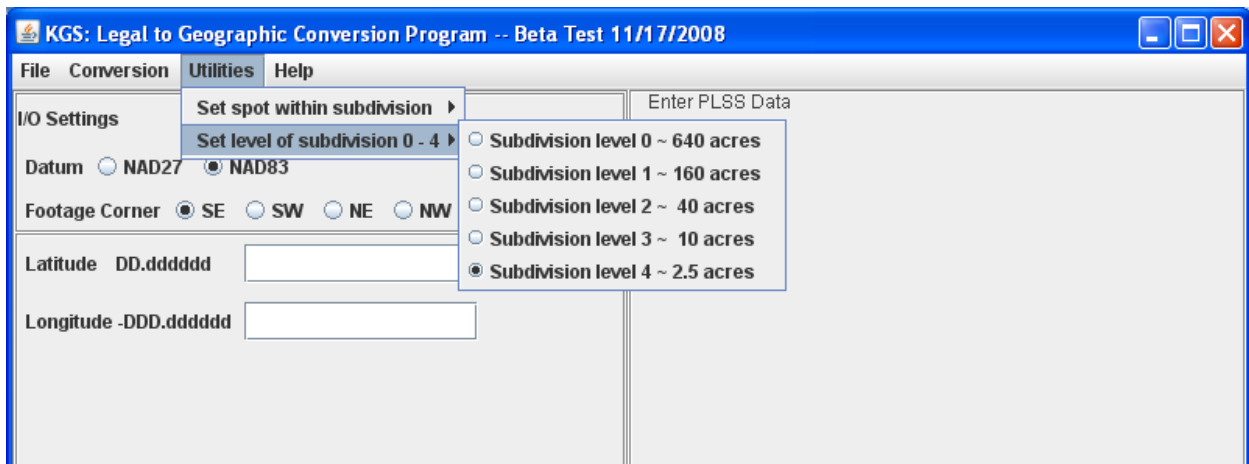 KGS: Legal to Geographic Conversion Program -- Beta Test 11/17/2008
File Conversion Utilities Help
I/O Settings
Set spot within subdivision
Set level of subdivision 0 - 4
Subdivision level 0 ~ 640 acres
Subdivision level 1 ~ 160 acres
Subdivision level 2 ~ 40 acres
Subdivision level 3 ~ 10 acres
Subdivision level 4 ~ 2.5 acres
Datum NAD27 NAD83
Footage Corner SE SW NE NW
Latitude DD.dddddd
Longitude -DDD.dddddd
Enter PLSS Data